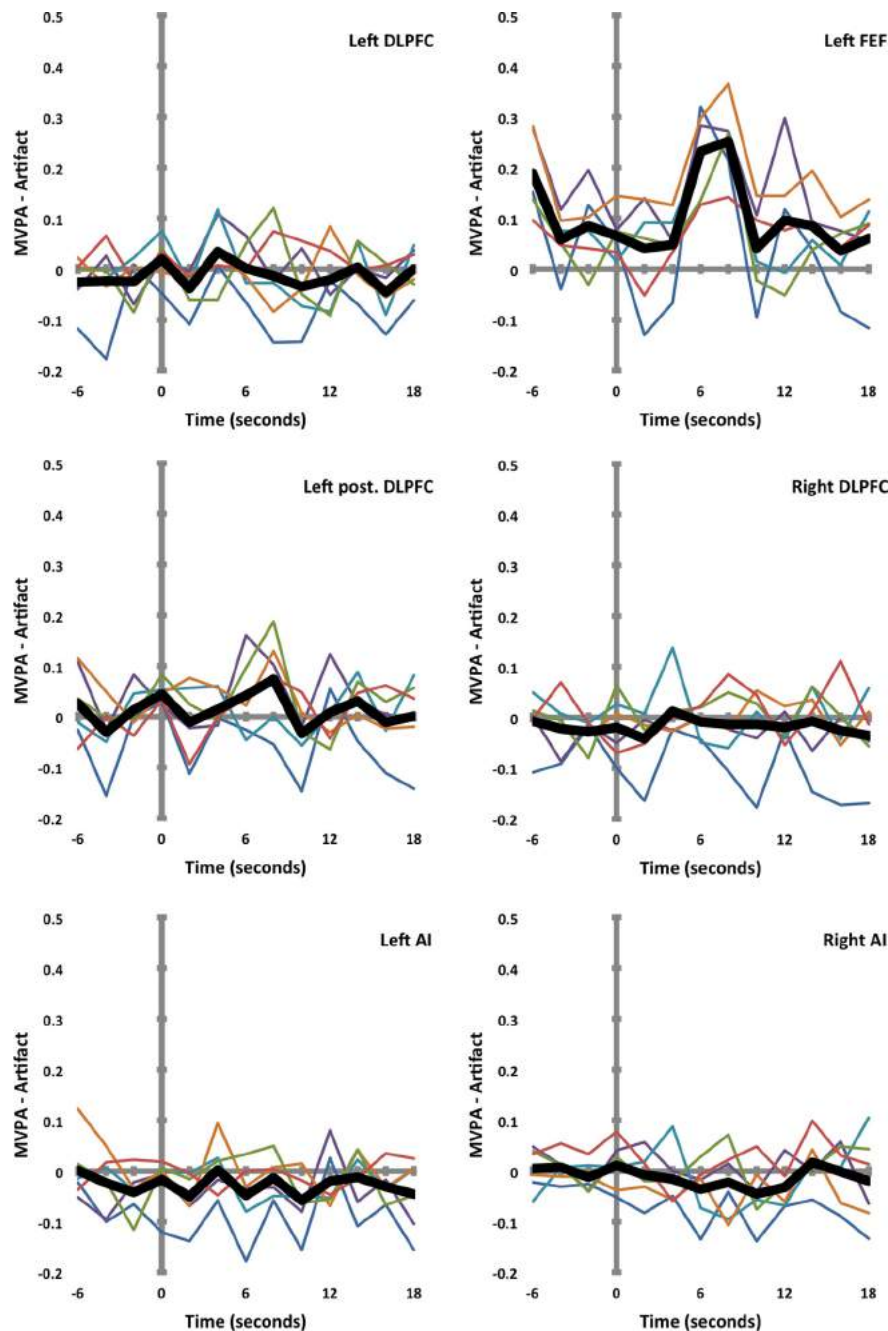 Left DLPFC
MVPA - Artifact
0.5
0.4
0.3
0.2
0.1
0
-0.1
-0.2
-6 0 6 12 18
Time (seconds)
Left FEF
MVPA - Artifact
0.5
0.4
0.3
0.2
0.1
0
-0.1
-0.2
-6 0 6 12 18
Time (seconds)
Left post. DLPFC
MVPA - Artifact
0.5
0.4
0.3
0.2
0.1
0
-0.1
-0.2
-6 0 6 12 18
Time (seconds)
Right DLPFC
MVPA - Artifact
0.5
0.4
0.3
0.2
0.1
0
-0.1
-0.2
-6 0 6 12 18
Time (seconds)
Left AI
MVPA - Artifact
0.5
0.4
0.3
0.2
0.1
0
-0.1
-0.2
-6 0 6 12 18
Time (seconds)
Right AI
MVPA - Artifact
0.5
0.4
0.3
0.2
0.1
0
-0.1
-0.2
-6 0 6 12 18
Time (seconds)